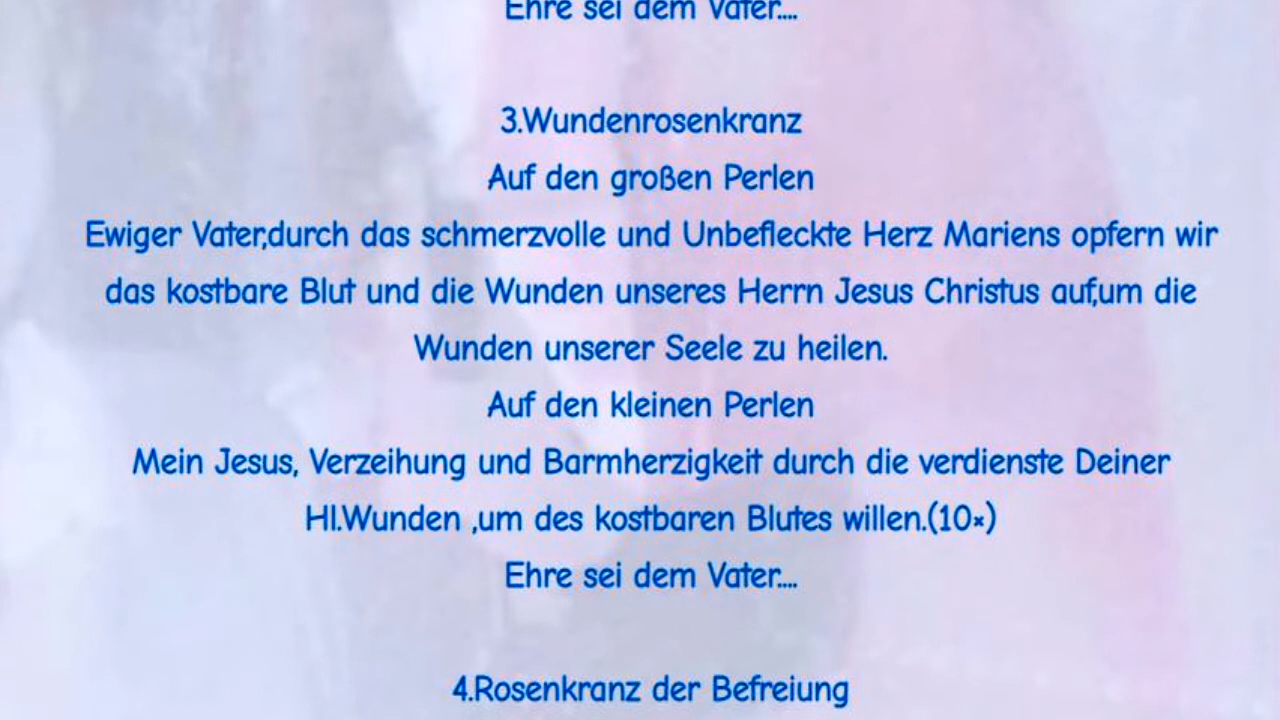 Ehre sei dem Vater....
3.Wundenrosenkranz
Auf den großen Perlen
Ewiger Vater,durch das schmerzvolle und Unbefleckte Herz Mariens opfern wir
das kostbare Blut und die Wunden unseres Herrn Jesus Christus auf,um die
Wunden unserer Seele zu heilen.
Auf den kleinen Perlen
Mein Jesus, Verzeihung und Barmherzigkeit durch die verdienste Deiner
Hl.Wunden ,um des kostbaren Blutes willen.(10×)
Ehre sei dem Vater....
4.Rosenkranz der Befreiung